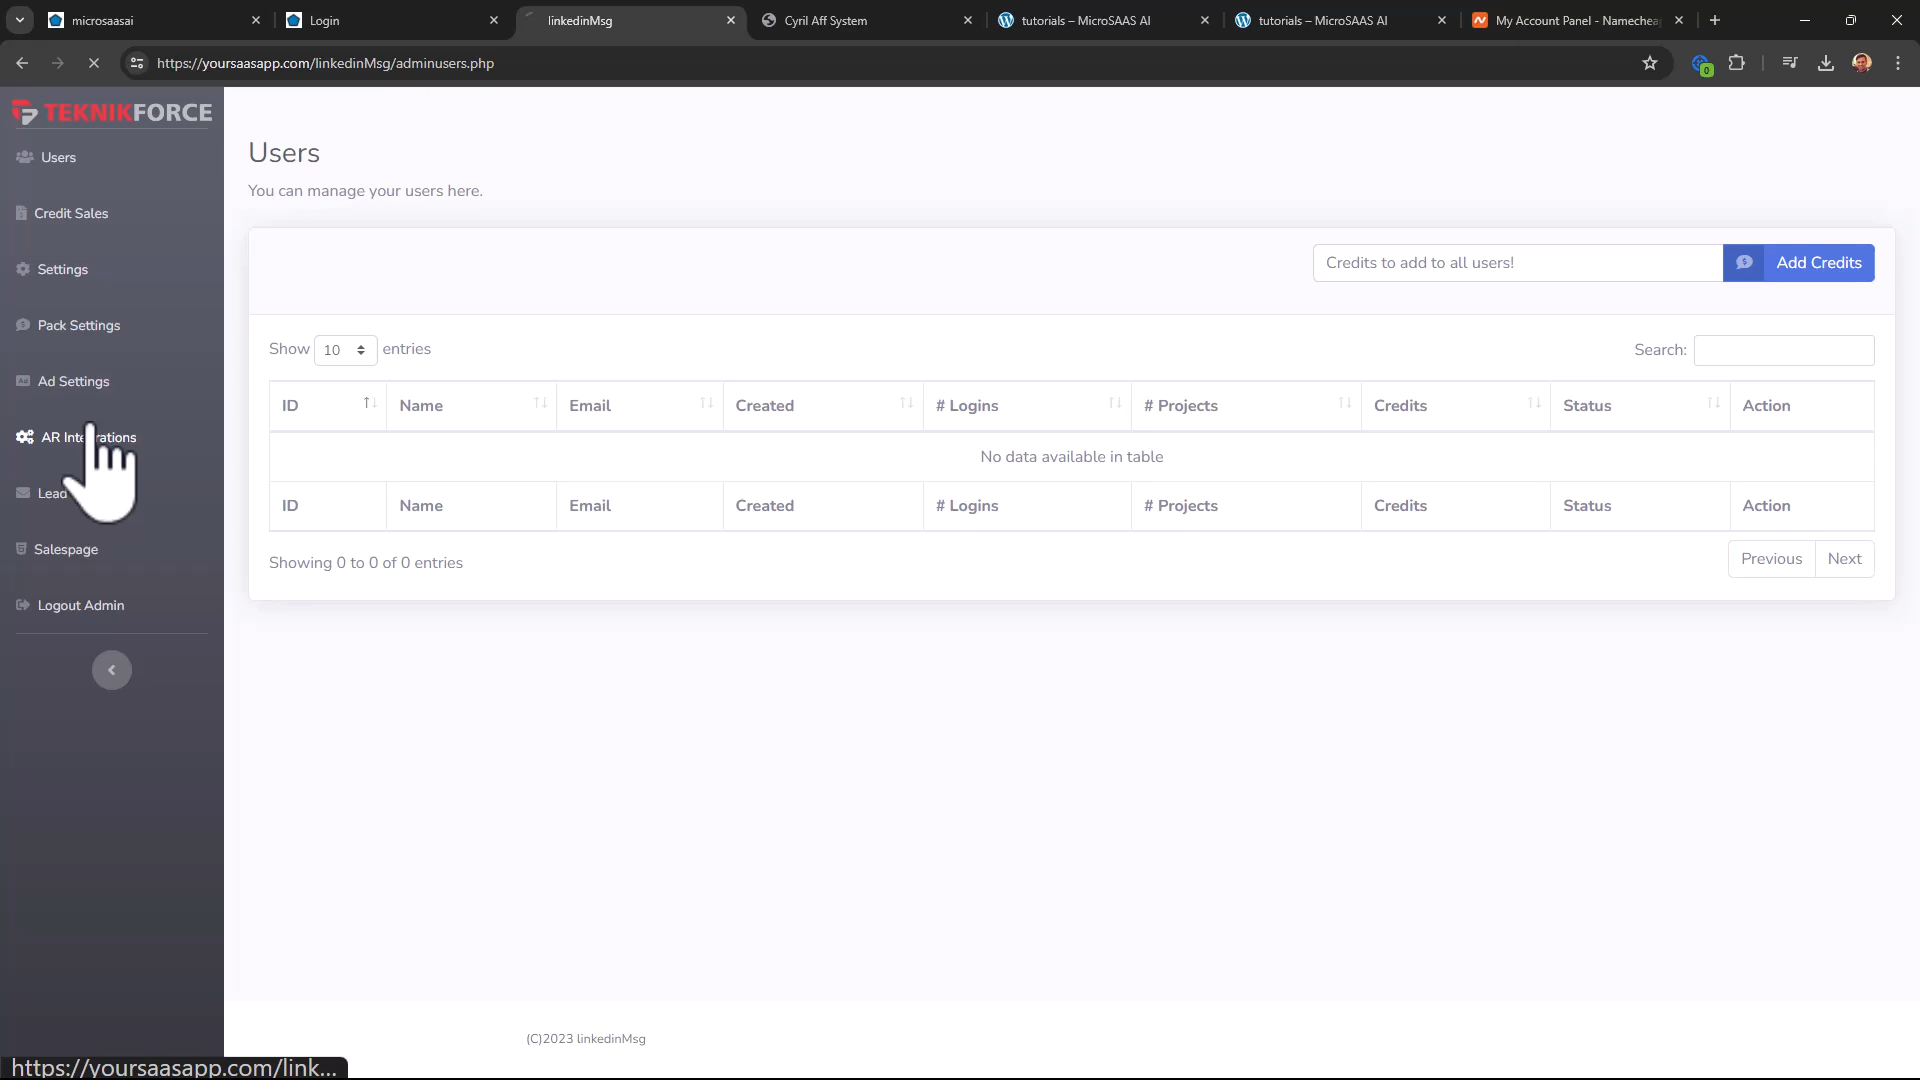 microsaasai
Login
linkedinMsg
Cyril Aff System
tutorials – MicroSAAS AI
tutorials – MicroSAAS AI
My Account Panel - Namecheap
https://yoursaasapp.com/linkedinMsg/adminusers.php
0
TEKNIKFORCE
Users
Credit Sales
Settings
Pack Settings
Ad Settings
AR Integrations
Lead
Salespage
Logout Admin
Users
You can manage your users here.
Credits to add to all users!
Add Credits
Show 10 entries
Search:
ID Name Email Created # Logins # Projects Credits Status Action
No data available in table
ID Name Email Created # Logins # Projects Credits Status Action
Showing 0 to 0 of 0 entries
Previous Next
(C)2023 linkedinMsg
https://yoursaasapp.com/link...